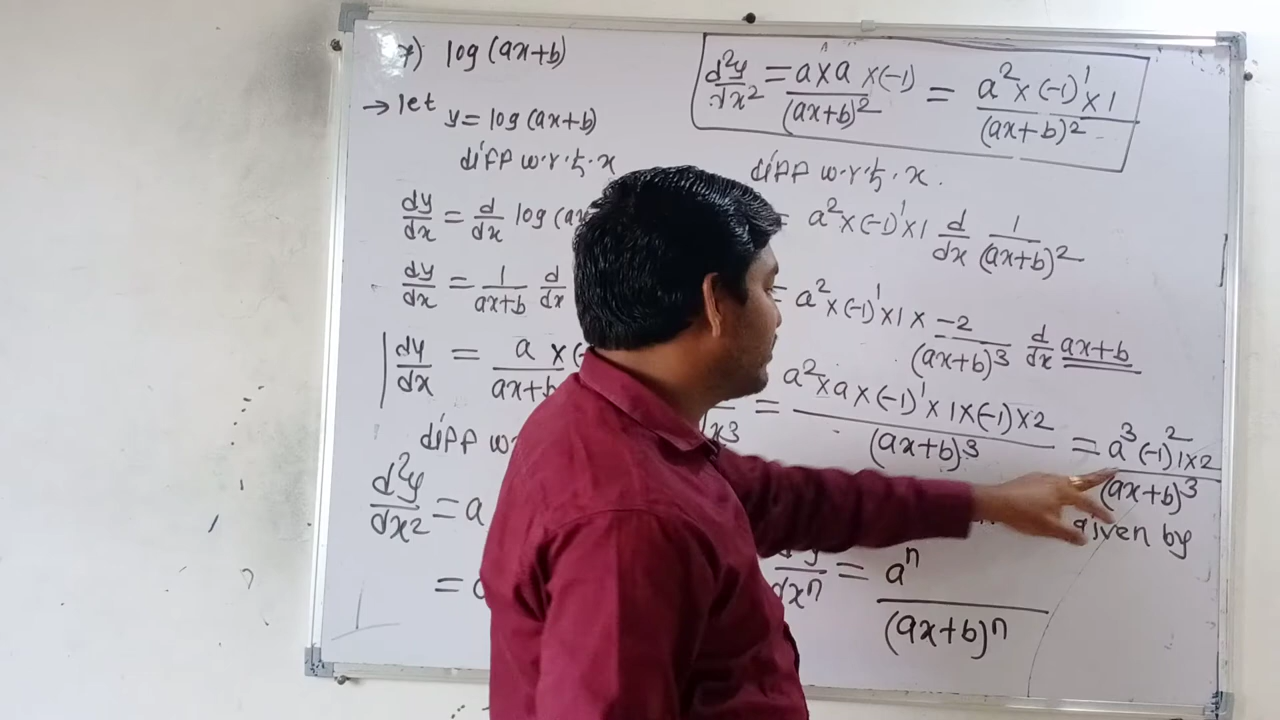 7) log (ax+b)
→ let y = log (ax+b)
diff w.r.t. x
dy/dx = d/dx log (ax
dy/dx = 1/(ax+b) d/dx
dy/dx = a/(ax+b ×(-
diff w
d²y/dx² = a
=
d²y/dx² = a×a ×(-1)/(ax+b)² = a² × (-1)¹ × 1/(ax+b)²
diff w.r.t. x.
= a² × (-1)¹ × 1 d/dx 1/(ax+b)²
= a² × (-1)¹ × 1 × -2/(ax+b)³ d/dx ax+b
x³ = a² × a × (-1)¹ × 1 × (-1) × 2/(ax+b)³ = a³ (-1)² 1×2/(ax+b)³
given by
dⁿy/dxⁿ = aⁿ/(ax+b)ⁿ